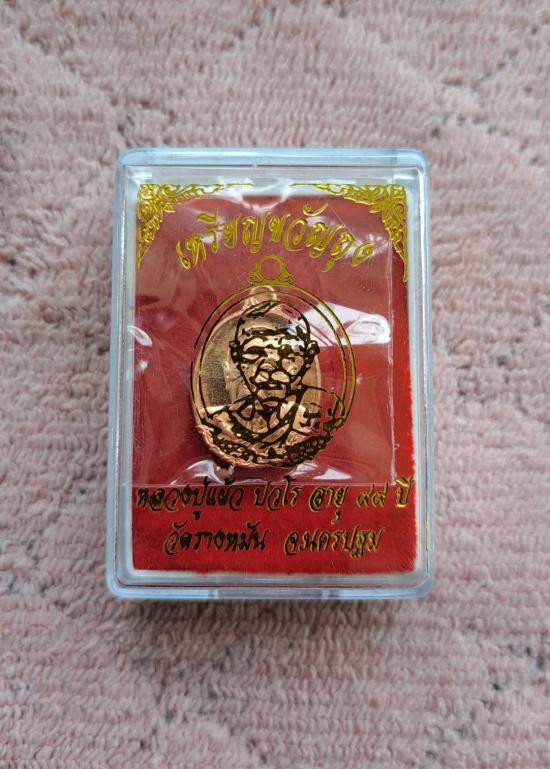 เหรียญขวัญถุง
หลวงปู่แย้ว ปวโร อายุ ๙๙ ปี
วัดรางหมัน จ.นครปฐม